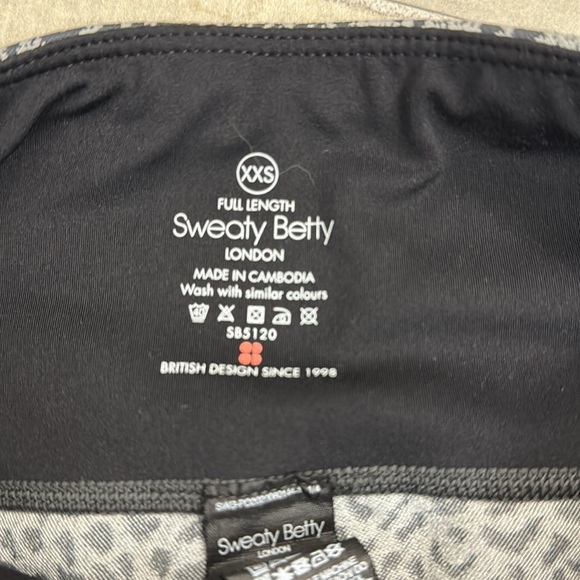 XXS
FULL LENGTH
Sweaty Betty
LONDON
MADE IN CAMBODIA
Wash with similar colours
40
SB5120
BRITISH DESIGN SINCE 1998
Sweaty Betty
LONDON